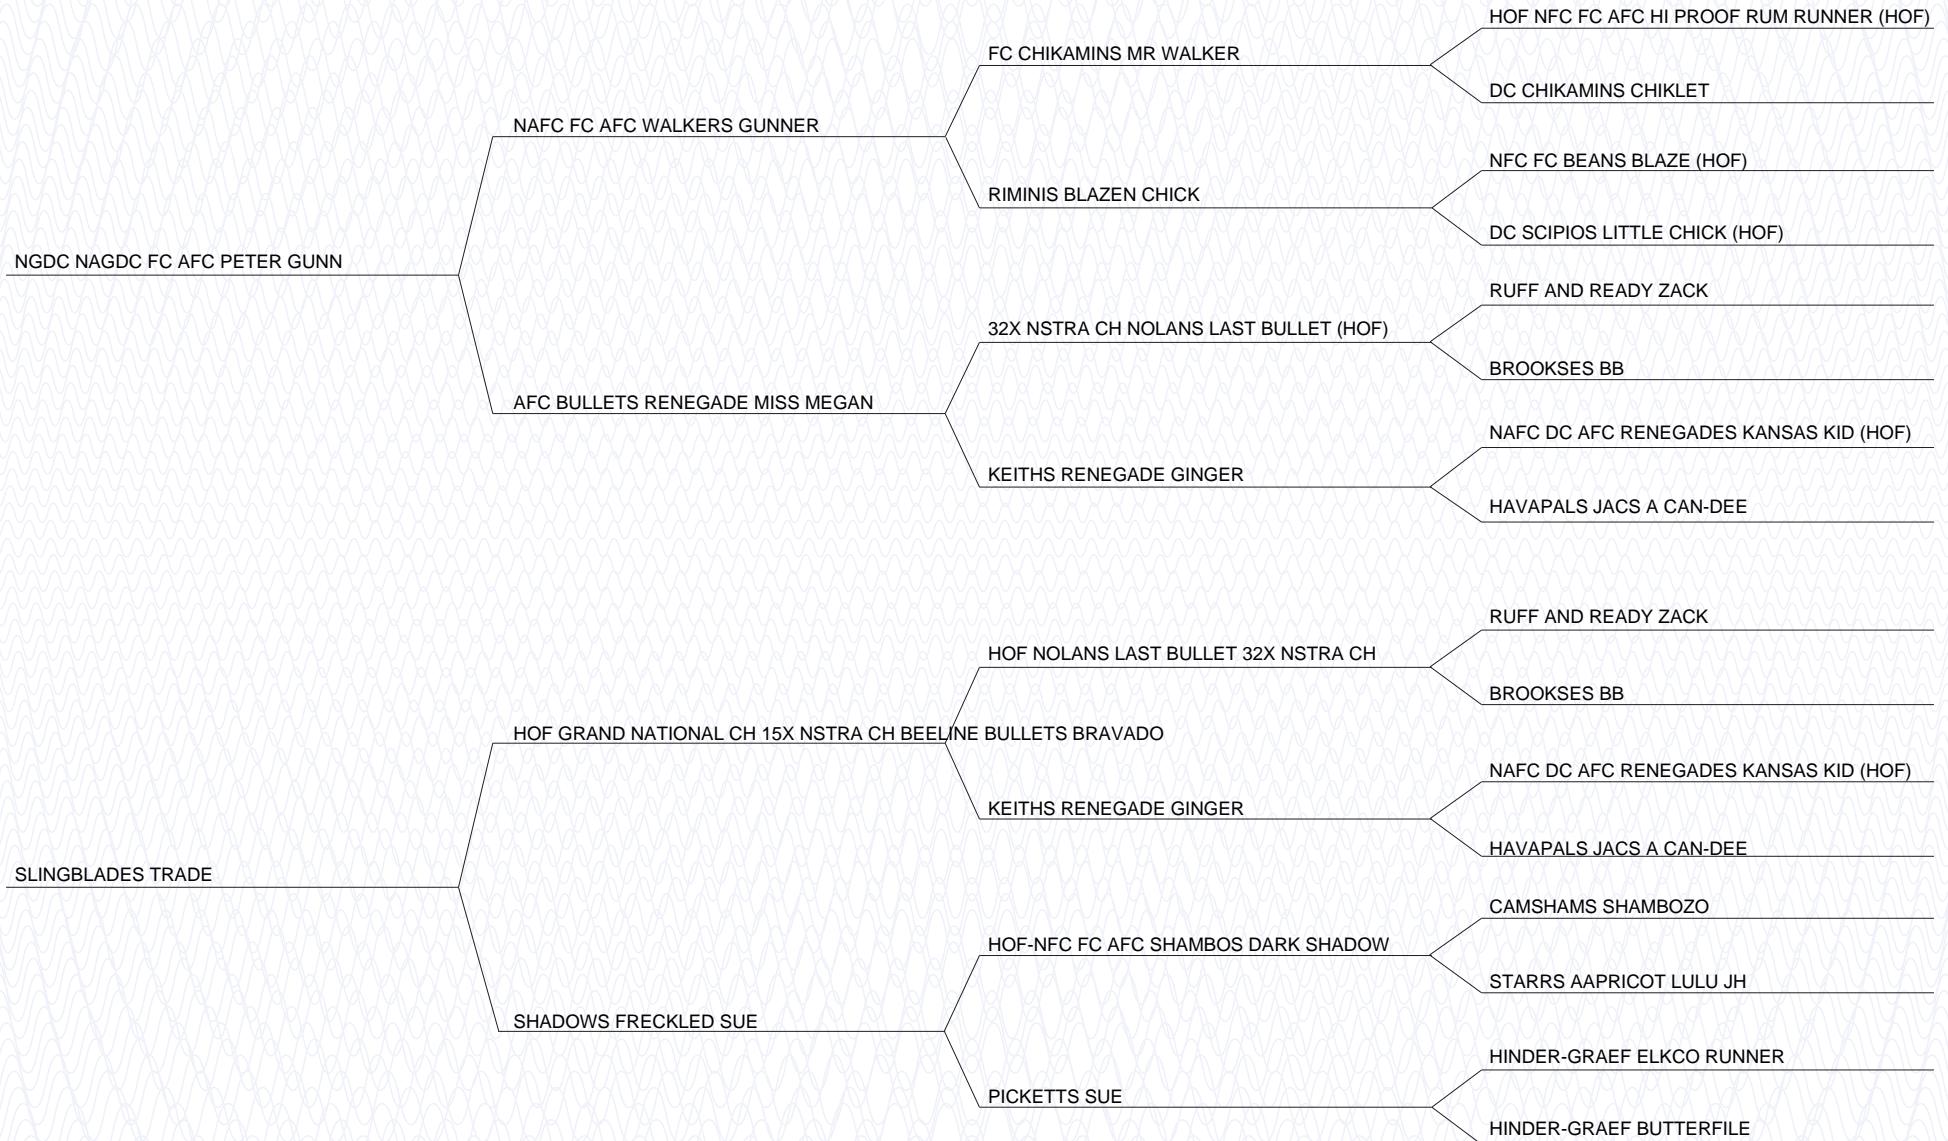 HOF NFC FC AFC HI PROOF RUM RUNNER (HOF)
FC CHIKAMINS MR WALKER
DC CHIKAMINS CHIKLET
NAFC FC AFC WALKERS GUNNER
NFC FC BEANS BLAZE (HOF)
RIMINIS BLAZEN CHICK
DC SCIPIOS LITTLE CHICK (HOF)
NGDC NAGDC FC AFC PETER GUNN
RUFF AND READY ZACK
32X NSTRA CH NOLANS LAST BULLET (HOF)
BROOKSES BB
AFC BULLETS RENEGADE MISS MEGAN
NAFC DC AFC RENEGADES KANSAS KID (HOF)
KEITHS RENEGADE GINGER
HAVAPALS JACS A CAN-DEE
RUFF AND READY ZACK
HOF NOLANS LAST BULLET 32X NSTRA CH
BROOKSES BB
HOF GRAND NATIONAL CH 15X NSTRA CH BEELINE BULLETS BRAVADO
NAFC DC AFC RENEGADES KANSAS KID (HOF)
KEITHS RENEGADE GINGER
HAVAPALS JACS A CAN-DEE
SLINGBLADES TRADE
CAMSHAMS SHAMBOZO
HOF-NFC FC AFC SHAMBOS DARK SHADOW
STARRS AAPRICOT LULU JH
SHADOWS FRECKLED SUE
HINDER-GRAEF ELKCO RUNNER
PICKETTS SUE
HINDER-GRAEF BUTTERFILE